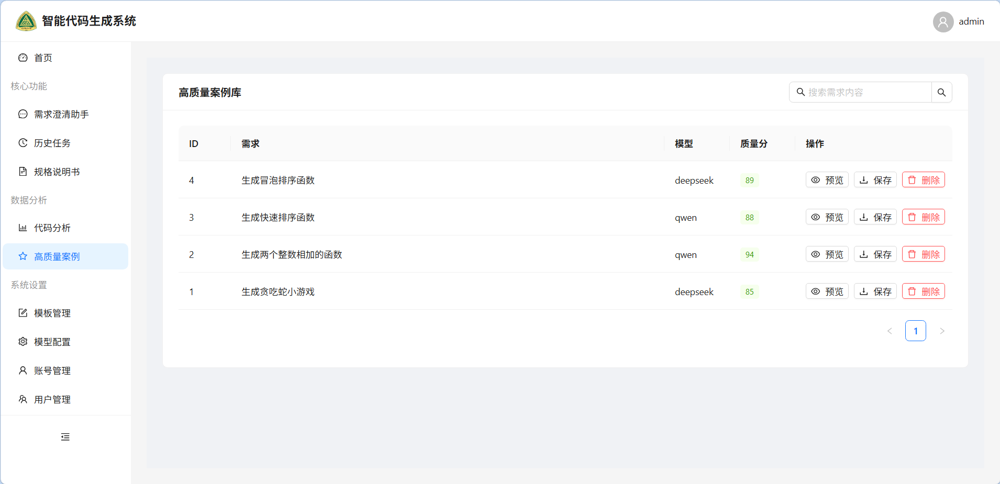 智能代码生成系统
admin
首页
核心功能
需求澄清助手
历史任务
规格说明书
数据分析
代码分析
高质量案例
系统设置
模板管理
模型配置
账号管理
用户管理
高质量案例库
搜索需求内容
ID 需求 模型 质量分 操作
4 生成冒泡排序函数 deepseek 89 预览 保存 删除
3 生成快速排序函数 qwen 88 预览 保存 删除
2 生成两个整数相加的函数 qwen 94 预览 保存 删除
1 生成贪吃蛇小游戏 deepseek 85 预览 保存 删除
1